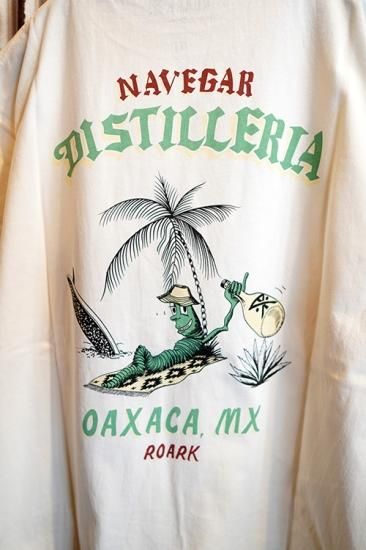 NAVEGAR
DISTILLERIA
OAXACA, MX
ROARK